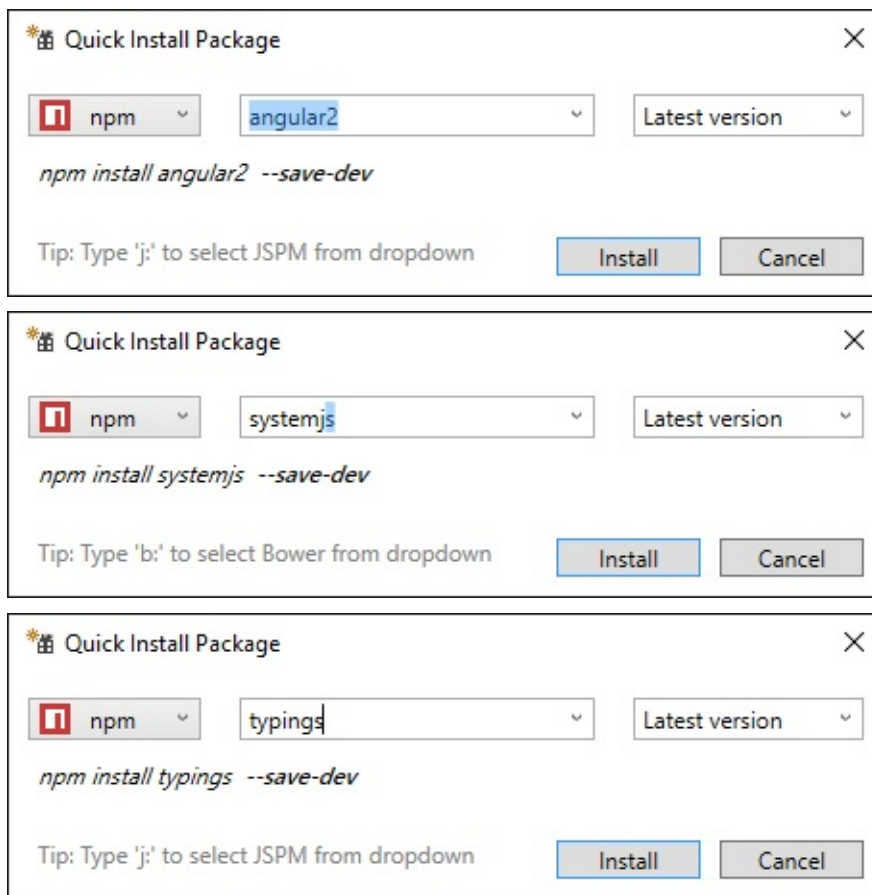 Quick Install Package
npm angular2 Latest version
npm install angular2 --save-dev
Tip: Type 'j:' to select JSPM from dropdown Install Cancel
Quick Install Package
npm systemjs Latest version
npm install systemjs --save-dev
Tip: Type 'b:' to select Bower from dropdown Install Cancel
Quick Install Package
npm typings Latest version
npm install typings --save-dev
Tip: Type 'j:' to select JSPM from dropdown Install Cancel